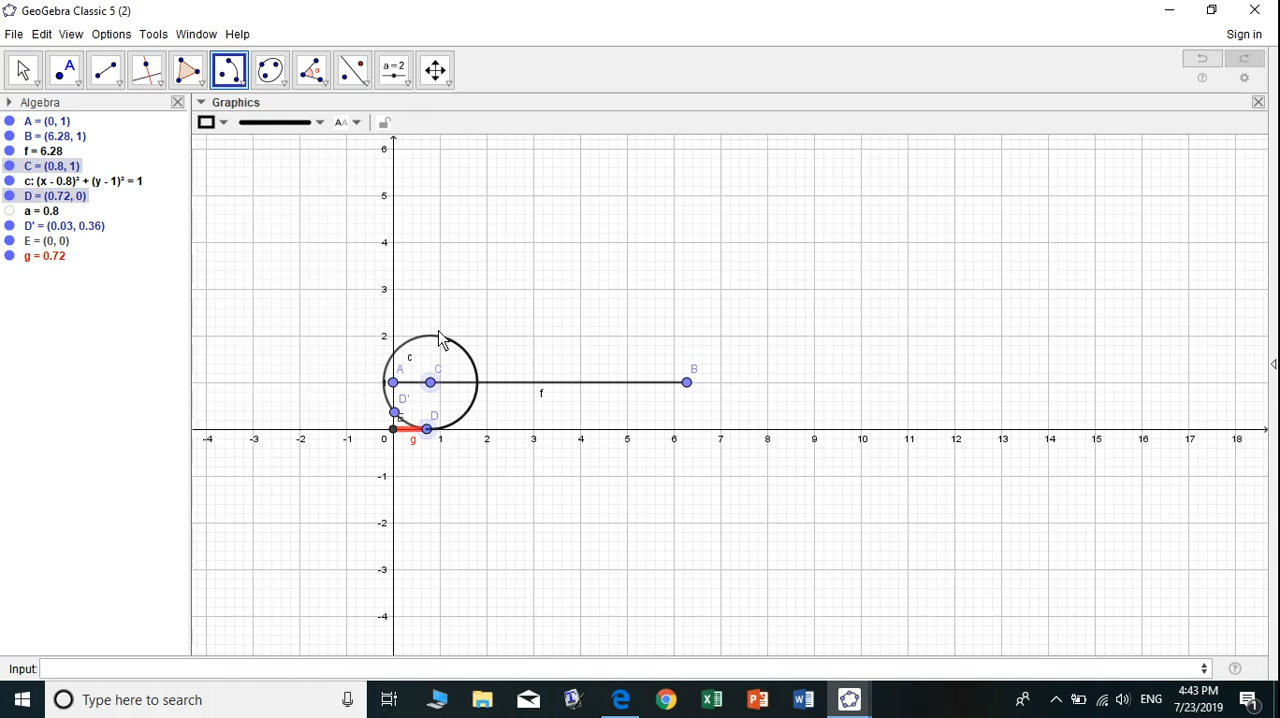 GeoGebra Classic 5 (2)
File Edit View Options Tools Window Help Sign in
A a = 2
Algebra
Graphics
AA
A = (0, 1)
B = (6.28, 1)
f = 6.28
C = (0.8, 1)
c: (x - 0.8)² + (y - 1)² = 1
D = (0.72, 0)
a = 0.8
D' = (0.03, 0.36)
E = (0, 0)
g = 0.72
6
5
4
3
2
c
A C B
1
f
D'
E D
-4 -3 -2 -1 0 1 2 3 4 5 6 7 8 9 10 11 12 13 14 15 16 17 18
g
-1
-2
-3
-4
Input:
Type here to search
ENG
4:43 PM
7/23/2019
1